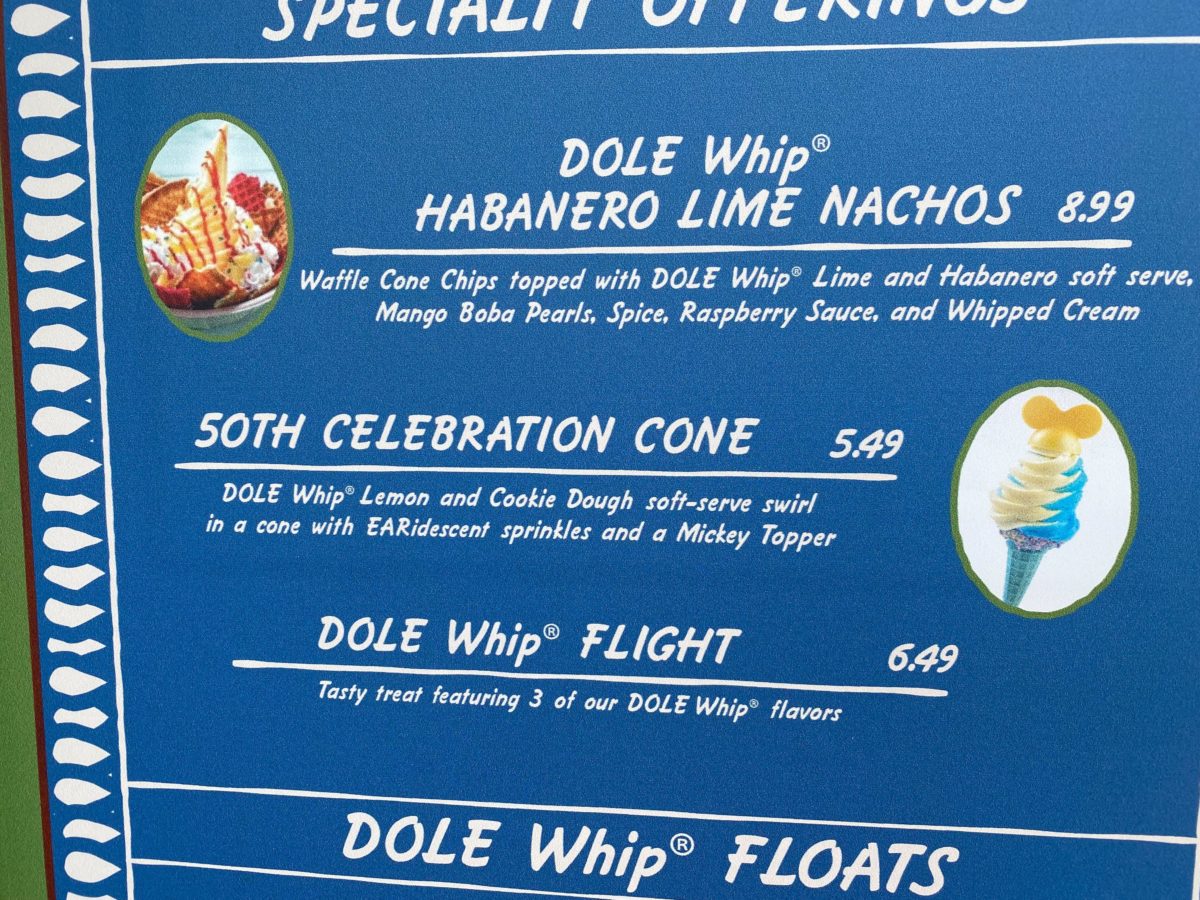 SPECIALTY OFFERINGS
DOLE Whip®
HABANERO LIME NACHOS 8.99
Waffle Cone Chips topped with DOLE Whip® Lime and Habanero soft serve,
Mango Boba Pearls, Spice, Raspberry Sauce, and Whipped Cream
50TH CELEBRATION CONE 5.49
DOLE Whip® Lemon and Cookie Dough soft-serve swirl
in a cone with EARidescent sprinkles and a Mickey Topper
DOLE Whip® FLIGHT 6.49
Tasty treat featuring 3 of our DOLE Whip® flavors
DOLE Whip® FLOATS